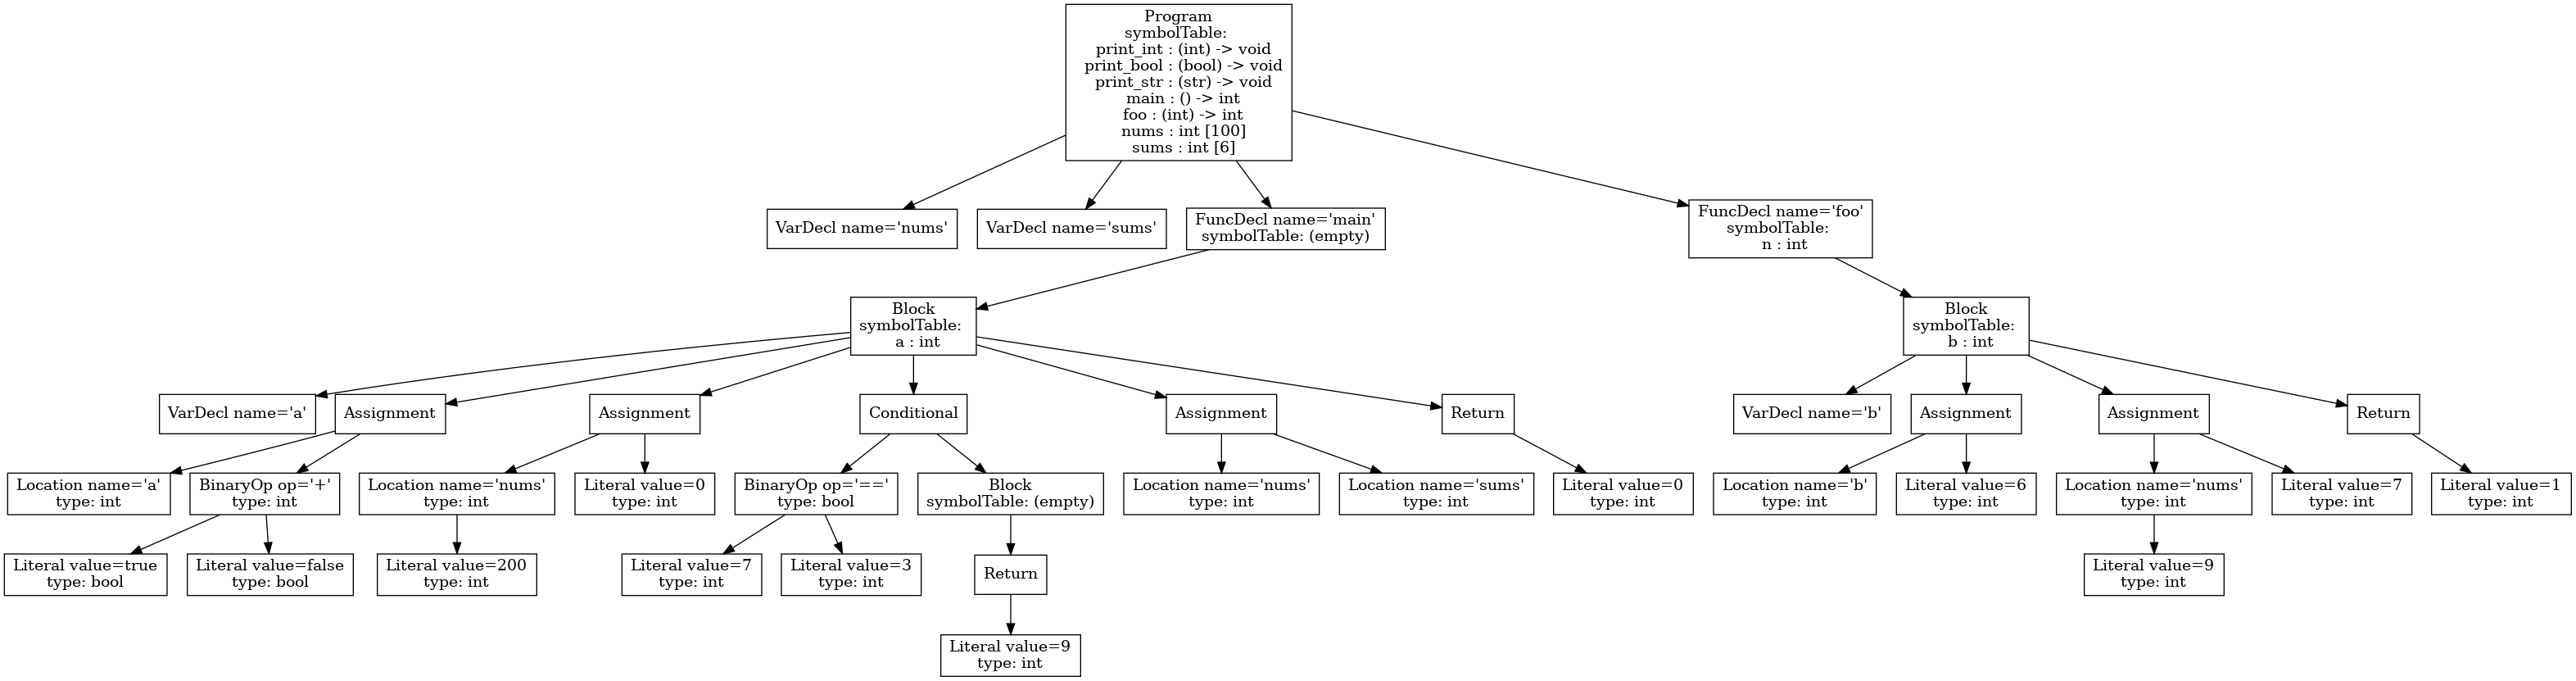 Program
symbolTable:
print_int : (int) -> void
print_bool : (bool) -> void
print_str : (str) -> void
main : () -> int
foo : (int) -> int
nums : int [100]
sums : int [6]
VarDecl name='nums'
VarDecl name='sums'
FuncDecl name='main'
symbolTable: (empty)
FuncDecl name='foo'
symbolTable:
n : int
Block
symbolTable:
a : int
Block
symbolTable:
b : int
VarDecl name='a'
Assignment
Assignment
Conditional
Assignment
Return
VarDecl name='b'
Assignment
Assignment
Return
Location name='a'
type: int
BinaryOp op='+'
type: int
Location name='nums'
type: int
Literal value=0
type: int
BinaryOp op='=='
type: bool
Block
symbolTable: (empty)
Location name='nums'
type: int
Location name='sums'
type: int
Literal value=0
type: int
Location name='b'
type: int
Literal value=6
type: int
Location name='nums'
type: int
Literal value=7
type: int
Literal value=1
type: int
Literal value=true
type: bool
Literal value=false
type: bool
Literal value=200
type: int
Literal value=7
type: int
Literal value=3
type: int
Return
Literal value=9
type: int
Literal value=9
type: int